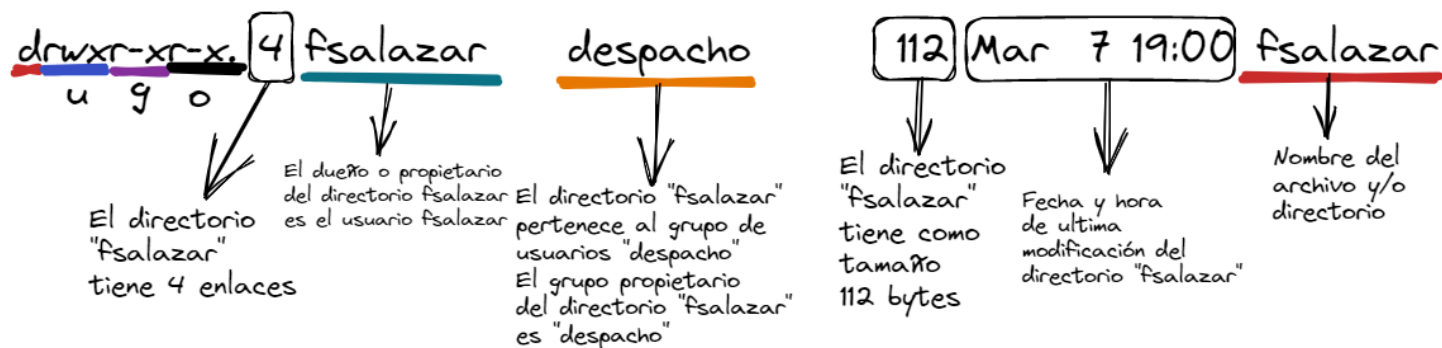 drwxr-xr-x. 4 fsalazar despacho 112 Mar 7 19:00 fsalazar
u g o
El directorio
"fsalazar"
tiene 4 enlaces
El dueño o propietario
del directorio fsalazar
es el usuario fsalazar
El directorio "fsalazar"
pertenece al grupo de
usuarios "despacho"
El grupo propietario
del directorio "fsalazar"
es "despacho"
El directorio
"fsalazar"
tiene como
tamaño
112 bytes
Fecha y hora
de ultima
modificación del
directorio "fsalazar"
Nombre del
archivo y/o
directorio